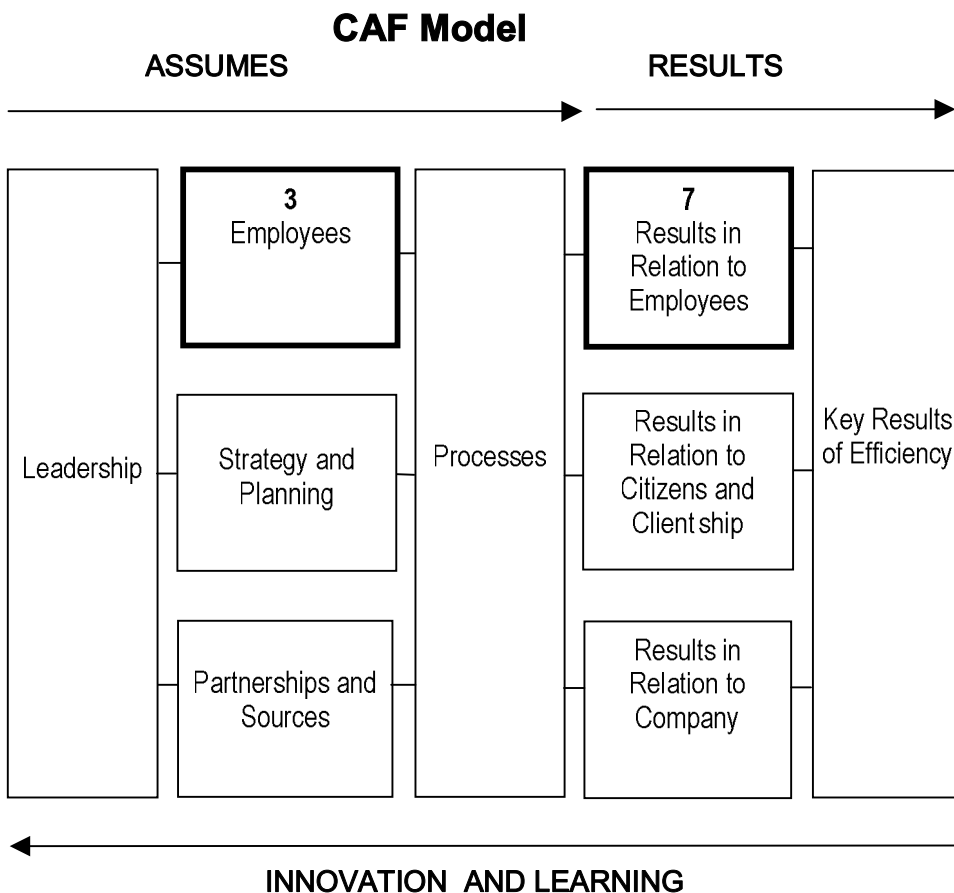 CAF Model
ASSUMES
RESULTS
Leadership
3
Employees
Strategy and
Planning
Partnerships and
Sources
Processes
7
Results in
Relation to
Employees
Results in
Relation to
Citizens and
Client ship
Results in
Relation to
Company
Key Results
of Efficiency
INNOVATION AND LEARNING